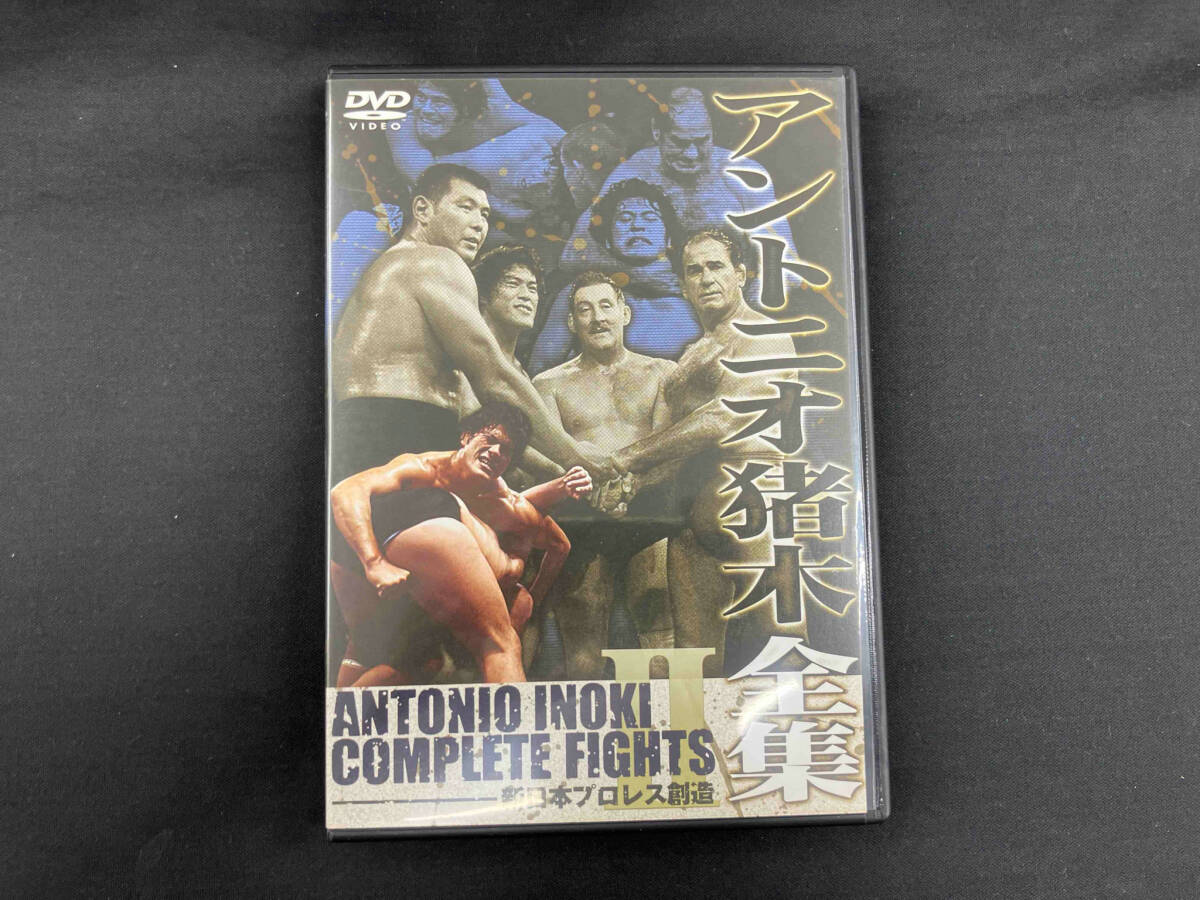 DVD
VIDEO
アントニオ猪木
全集
II
ANTONIO INOKI
COMPLETE FIGHTS
新日本プロレス創造